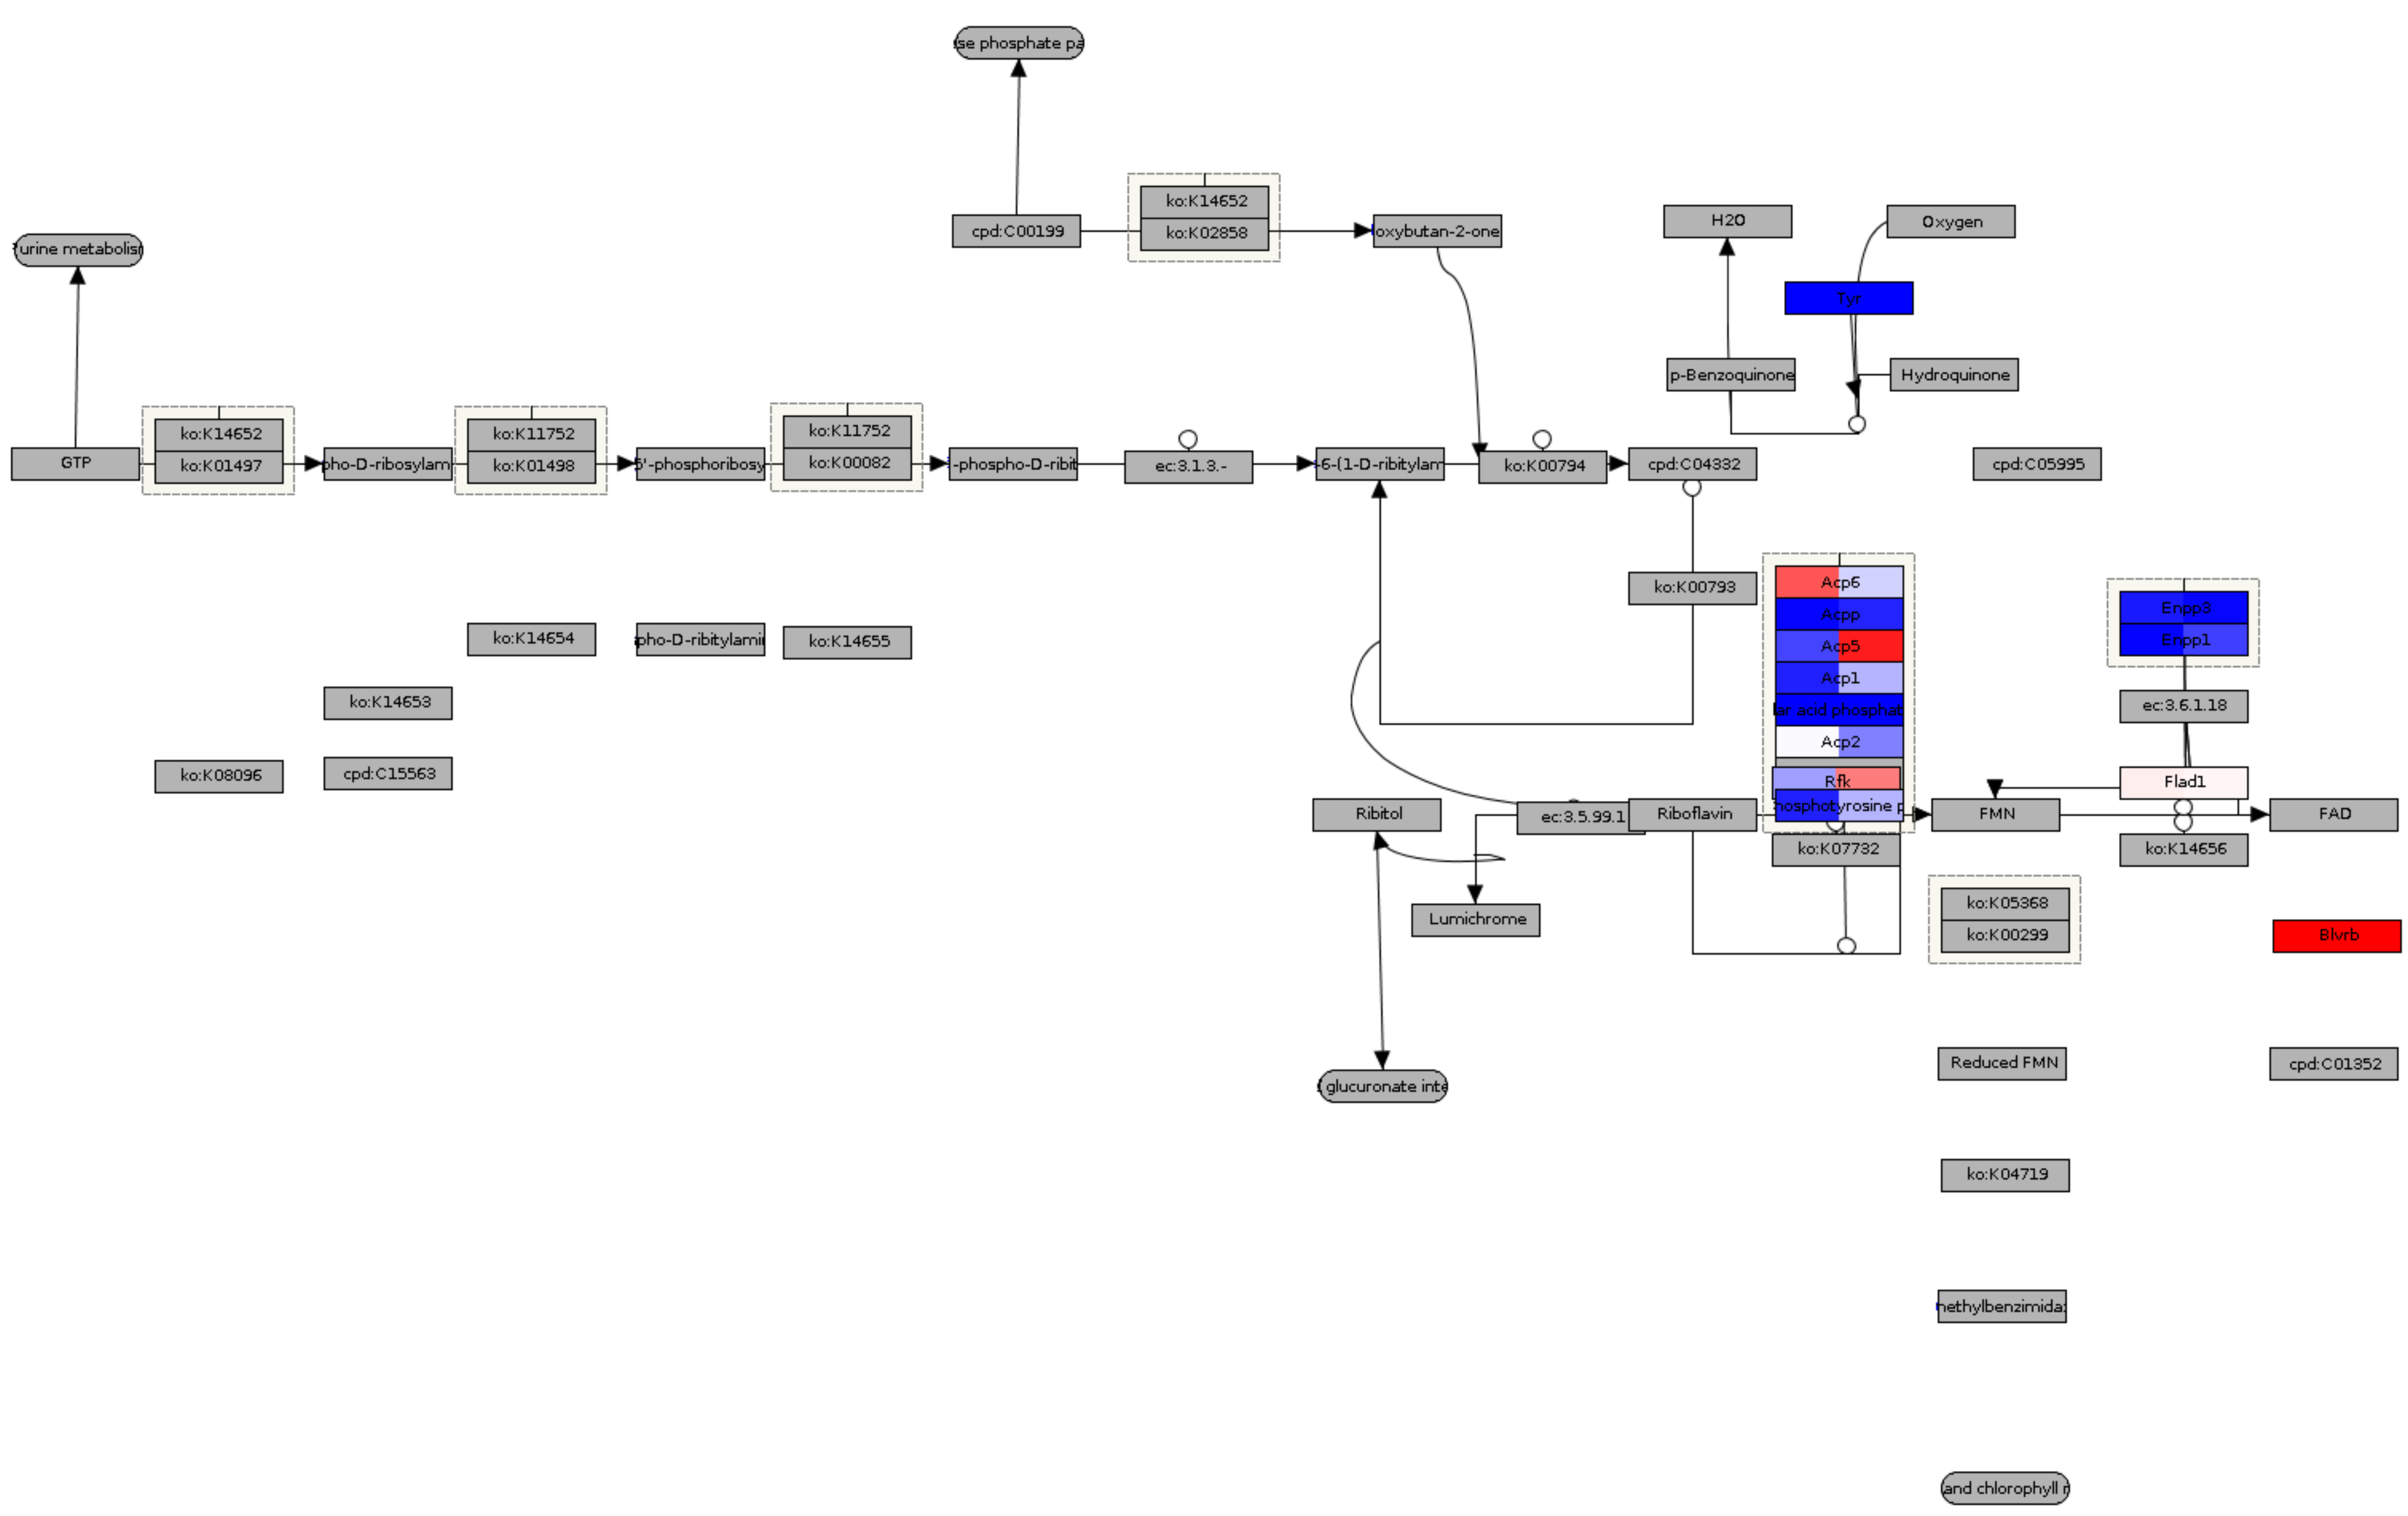 se phosphate pa
ko:K14652
cpd:C00199
ko:K02858
oxybutan-2-one
H2O
Oxygen
urine metabolism
Tyr
p-Benzoquinone
Hydroquinone
ko:K14652
ko:K11752
ko:K11752
GTP
ko:K01497
pho-D-ribosylam
ko:K01498
5'-phosphoribosy
ko:K00082
-phospho-D-ribit
ec:3.1.3.-
-6-(1-D-ribitylam
ko:K00794
cpd:C04332
cpd:C05995
Acp6
ko:K00793
Acpp
Enpp3
ko:K14654
pho-D-ribitylami
ko:K14655
Acp5
Enpp1
Acp1
ko:K14653
lar acid phosphat
ec:3.6.1.18
Acp2
ko:K08096
cpd:C15563
Rfk
Flad1
hosphotyrosine p
Ribitol
ec:3.5.99.1
Riboflavin
FMN
FAD
ko:K07732
ko:K14656
Lumichrome
ko:K05368
ko:K00299
Blvrb
Reduced FMN
cpd:C01352
glucuronate inte
ko:K04719
methylbenzimida
and chlorophyll